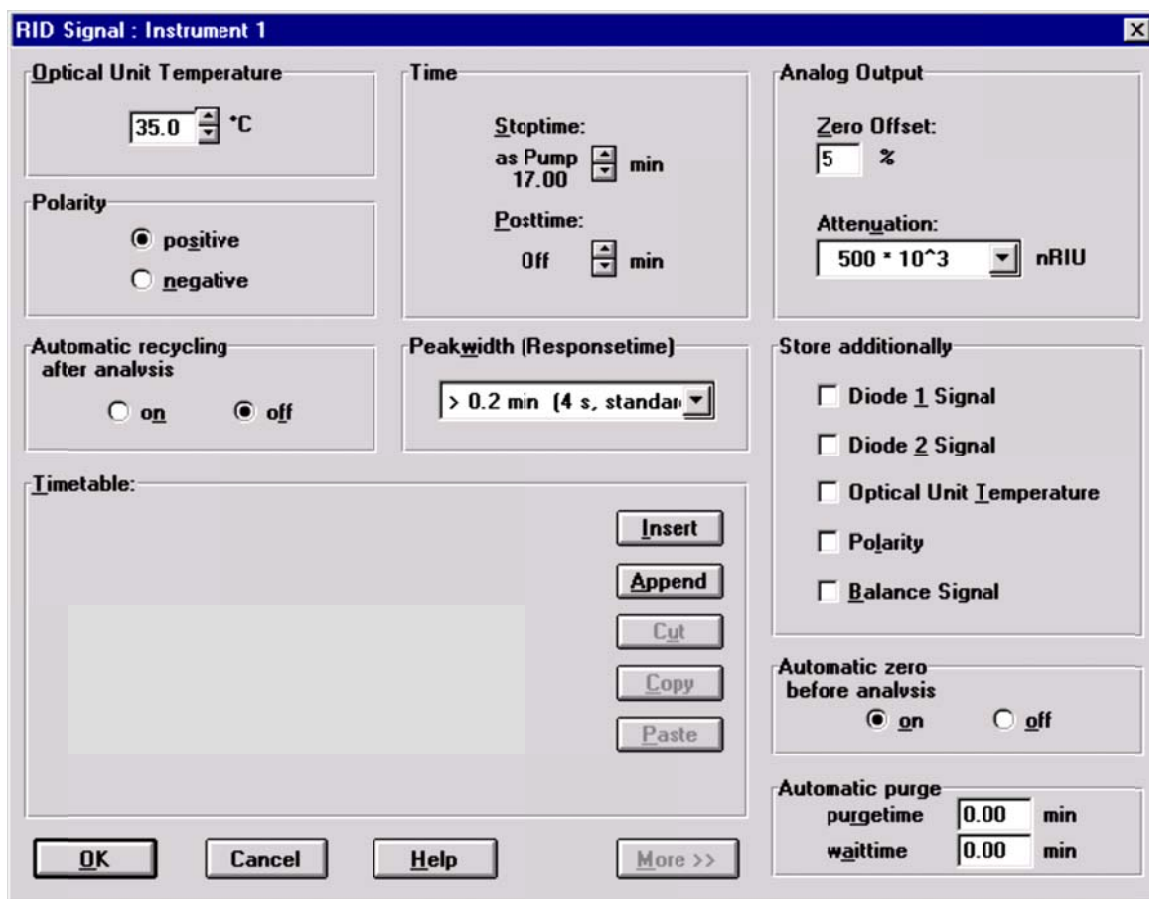 RID Signal : Instrument 1
Optical Unit Temperature
35.0 °C
Polarity
positive
negative
Automatic recycling
after analysis
on off
Time
Stoptime:
as Pump
17.00 min
Posttime:
Off min
Peakwidth (Responsetime)
> 0.2 min (4 s, standar
Analog Output
Zero Offset:
5 %
Attenuation:
500 * 10^3 nRIU
Store additionally
Diode 1 Signal
Diode 2 Signal
Optical Unit Temperature
Polarity
Balance Signal
Timetable:
Insert
Append
Cut
Copy
Paste
Automatic zero
before analysis
on off
Automatic purge
purgetime 0.00 min
waittime 0.00 min
OK Cancel Help More >>